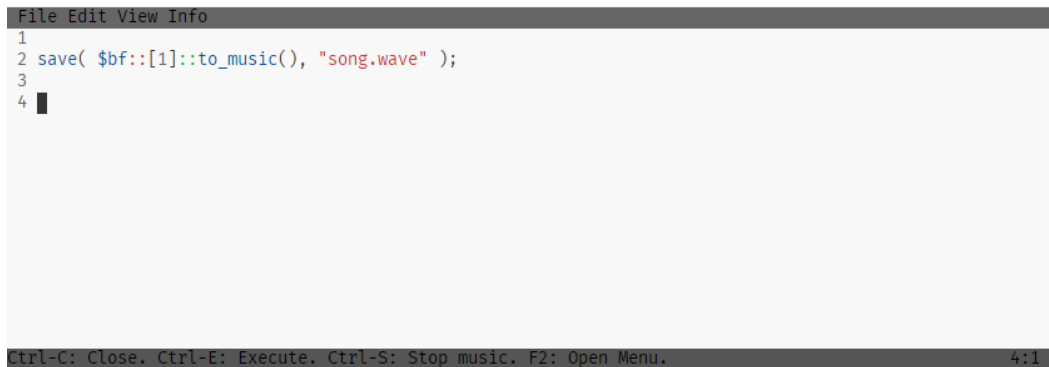 File Edit View Info
1
2 save( $bf::[1]::to_music(), "song.wave" );
3
4
Ctrl-C: Close. Ctrl-E: Execute. Ctrl-S: Stop music. F2: Open Menu. 4:1